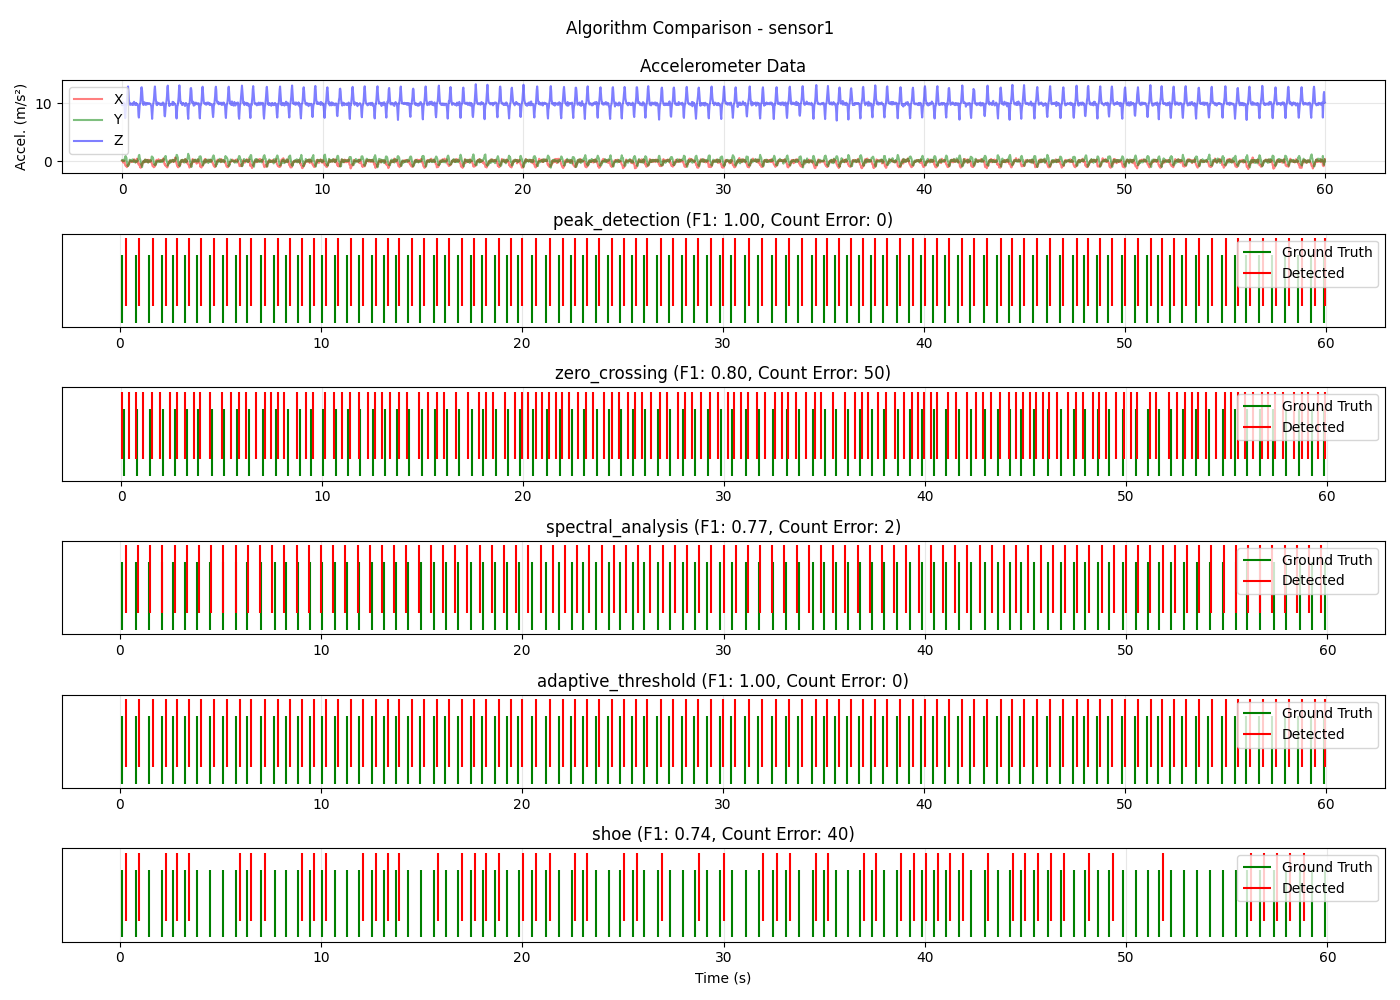 Algorithm Comparison - sensor1
Accelerometer Data
Accel. (m/s²)
10
0
X
Y
Z
0 10 20 30 40 50 60
peak_detection (F1: 1.00, Count Error: 0)
Ground Truth
Detected
0 10 20 30 40 50 60
zero_crossing (F1: 0.80, Count Error: 50)
Ground Truth
Detected
0 10 20 30 40 50 60
spectral_analysis (F1: 0.77, Count Error: 2)
Ground Truth
Detected
0 10 20 30 40 50 60
adaptive_threshold (F1: 1.00, Count Error: 0)
Ground Truth
Detected
0 10 20 30 40 50 60
shoe (F1: 0.74, Count Error: 40)
Ground Truth
Detected
0 10 20 30 40 50 60
Time (s)